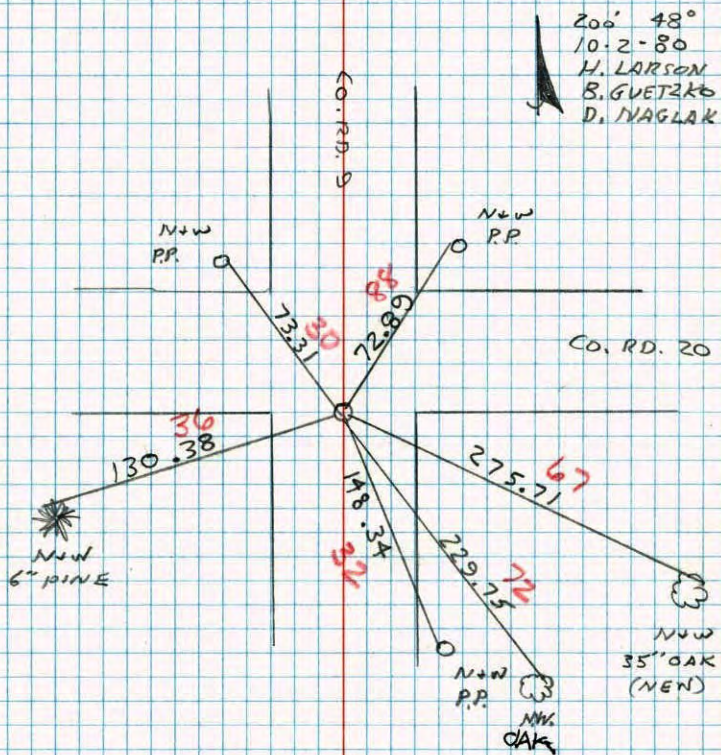 200' 48°
10-2-80
H. LARSON
B. GUETZKO
D. NAGLAK
CO. RD. 9
N+W
P.P.
N+W
P.P.
73.31
30
72.89
88
CO. RD. 20
36
130.38
275.71
67
148.34
32
229.75
72
N+W
6" PINE
N+W
35" OAK
(NEW)
N+W
P.P.
NW.
OAK